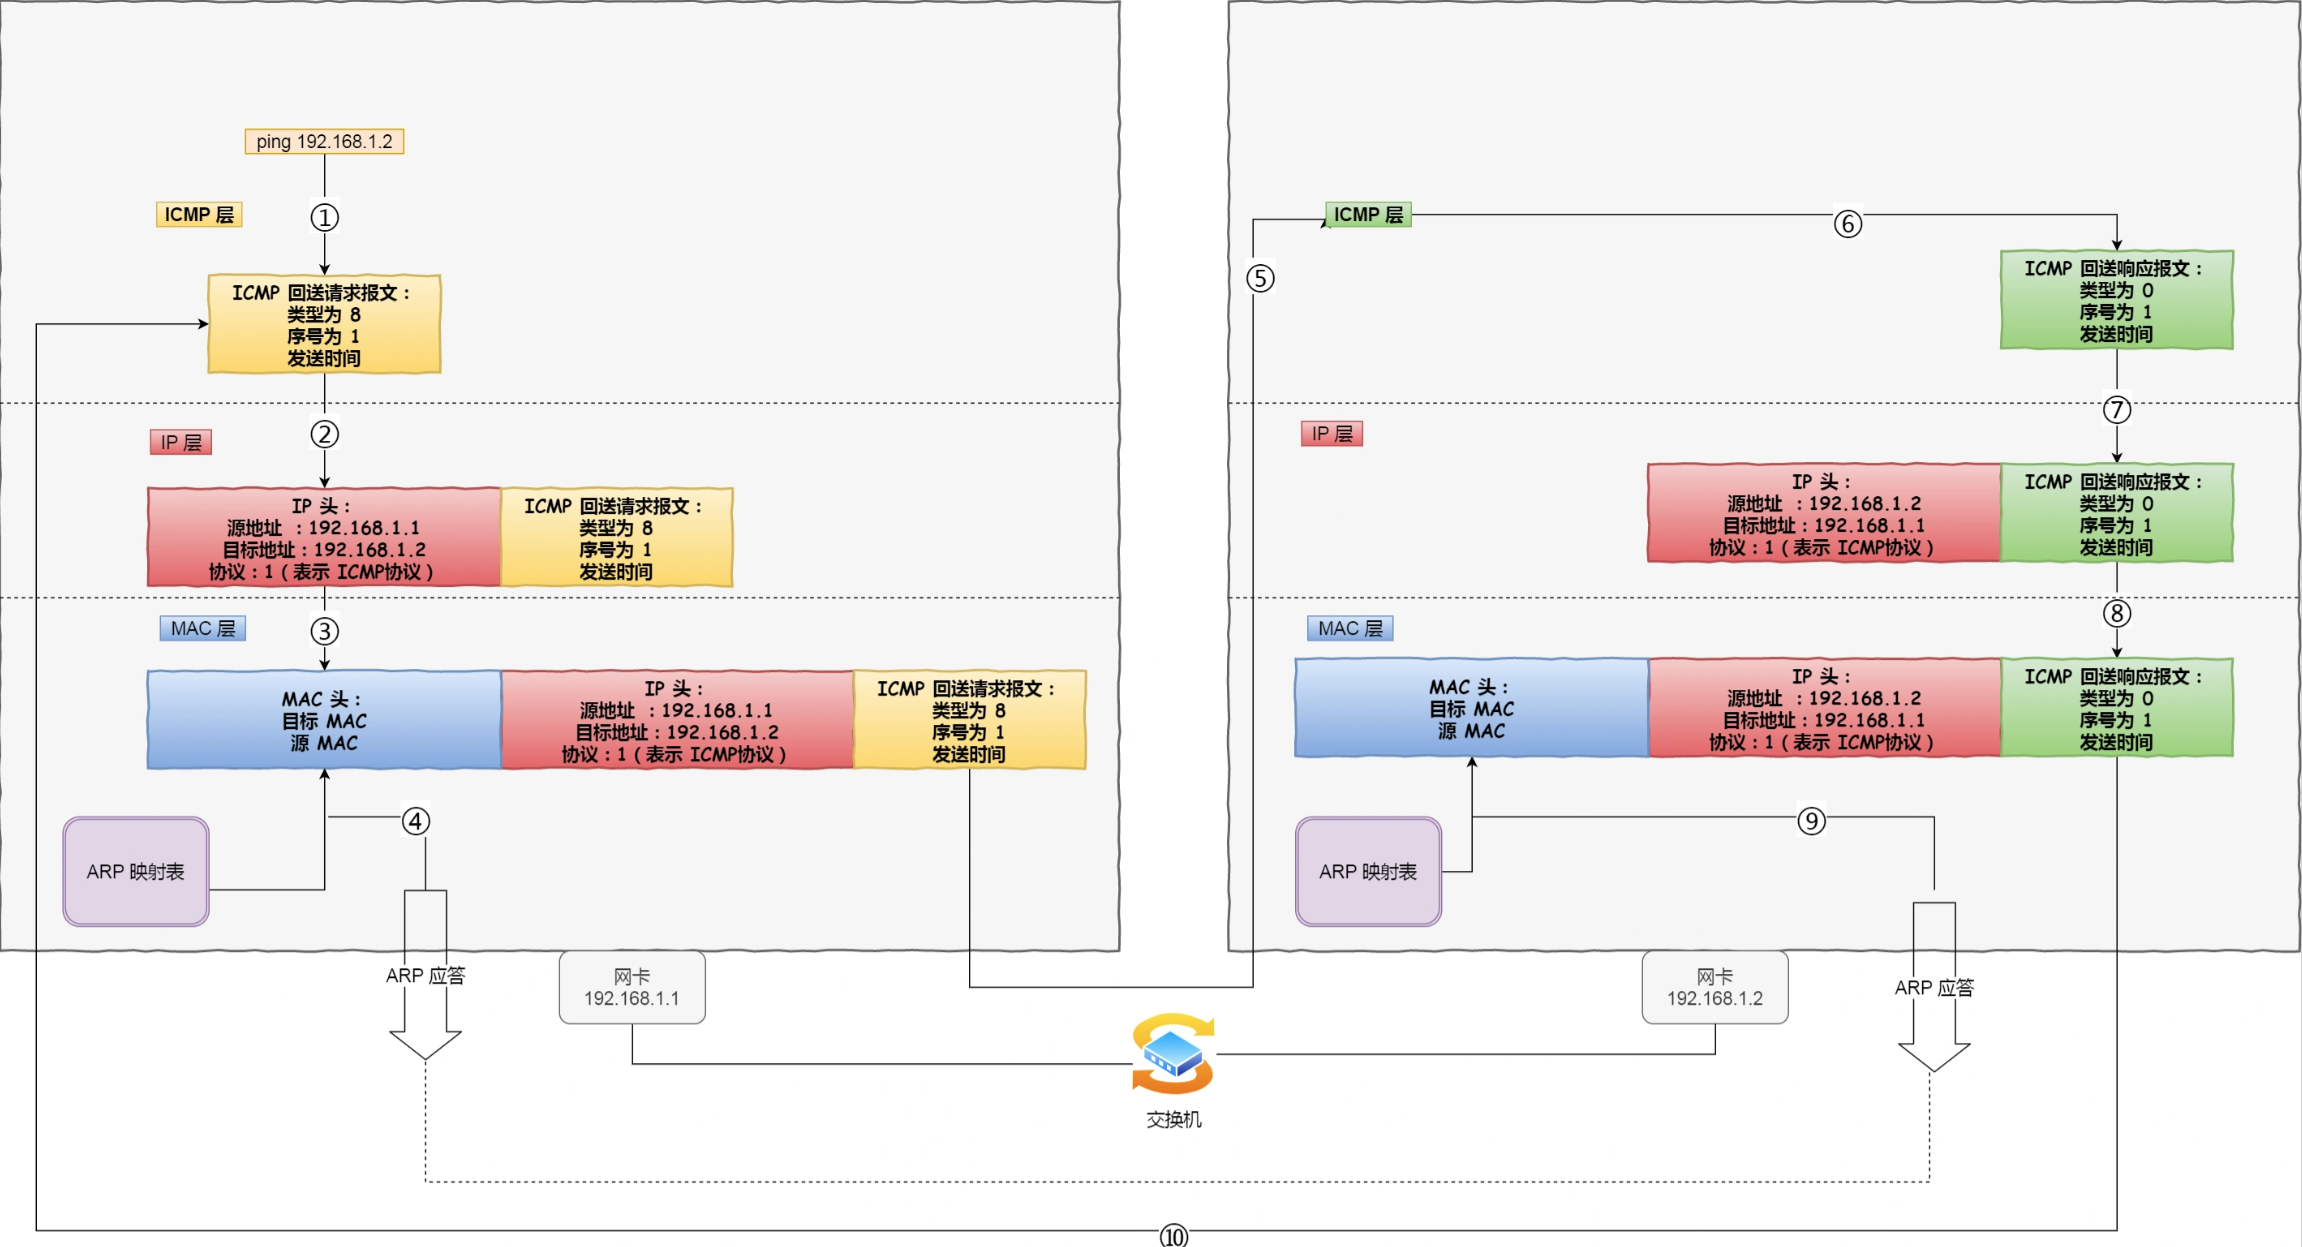 ping 192.168.1.2
ICMP 层
①
ICMP 回送请求报文：
类型为 8
序号为 1
发送时间
②
IP 层
IP 头：
源地址 ：192.168.1.1
目标地址：192.168.1.2
协议：1（表示 ICMP协议）
ICMP 回送请求报文：
类型为 8
序号为 1
发送时间
MAC 层
③
MAC 头：
目标 MAC
源 MAC
IP 头：
源地址 ：192.168.1.1
目标地址：192.168.1.2
协议：1（表示 ICMP协议）
ICMP 回送请求报文：
类型为 8
序号为 1
发送时间
④
ARP 映射表
ARP 应答
网卡
192.168.1.1
交换机
⑤
ICMP 层
⑥
ICMP 回送响应报文：
类型为 0
序号为 1
发送时间
⑦
IP 层
IP 头：
源地址 ：192.168.1.2
目标地址：192.168.1.1
协议：1（表示 ICMP协议）
ICMP 回送响应报文：
类型为 0
序号为 1
发送时间
⑧
MAC 层
MAC 头：
目标 MAC
源 MAC
IP 头：
源地址 ：192.168.1.2
目标地址：192.168.1.1
协议：1（表示 ICMP协议）
ICMP 回送响应报文：
类型为 0
序号为 1
发送时间
⑨
ARP 映射表
网卡
192.168.1.2
ARP 应答
⑩